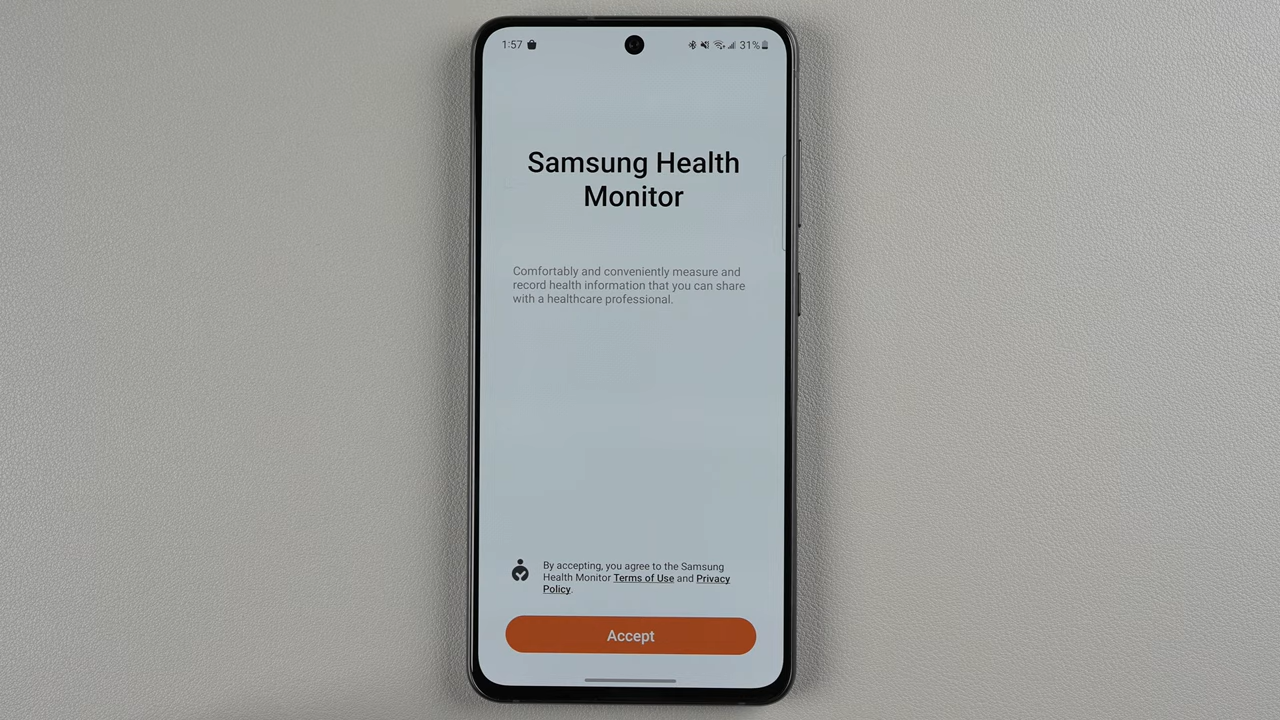 1:57 31%
Samsung Health
Monitor
Comfortably and conveniently measure and
record health information that you can share
with a healthcare professional.
By accepting, you agree to the Samsung
Health Monitor Terms of Use and Privacy
Policy.
Accept